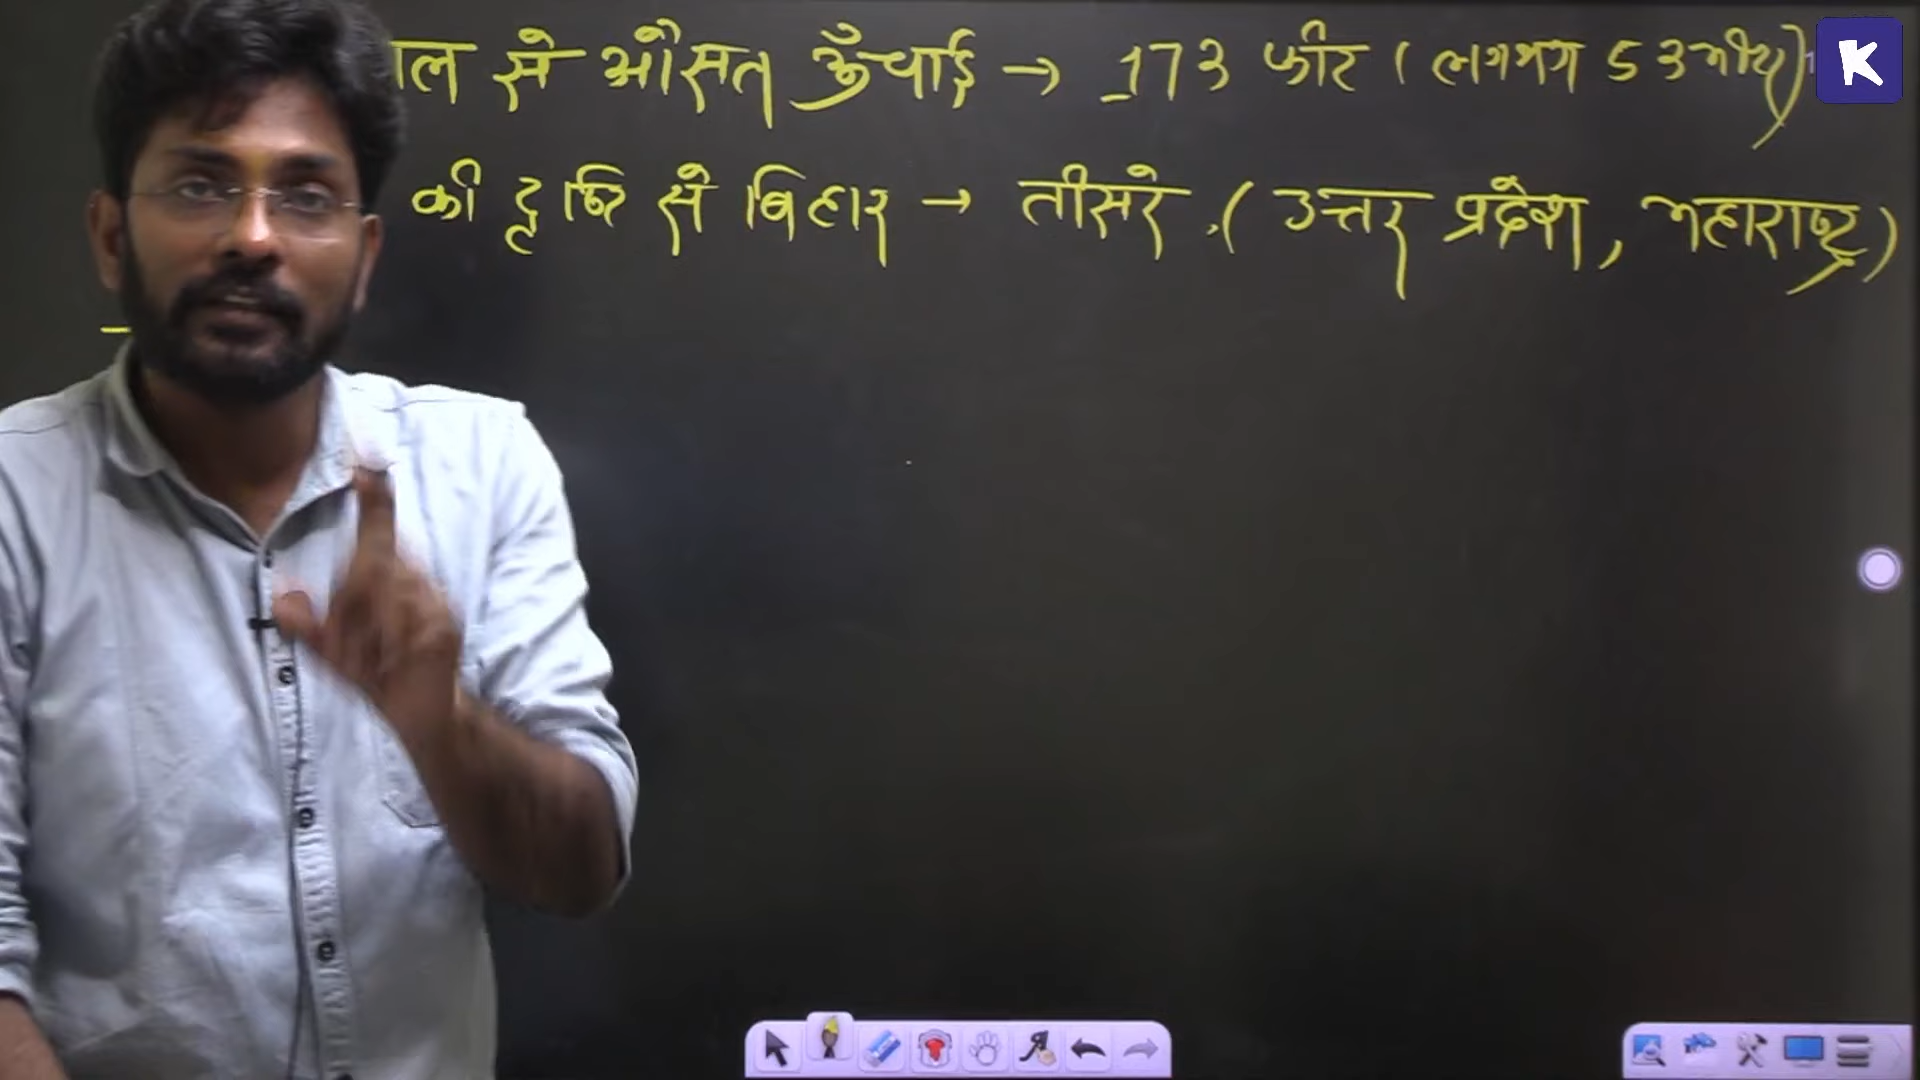 से औसत ऊँचाई → 173 फीट ( लगभग 53 मीटर)
की दृष्टि से बिहार → तीसरे ( उत्तर प्रदेश, महाराष्ट्र)
K